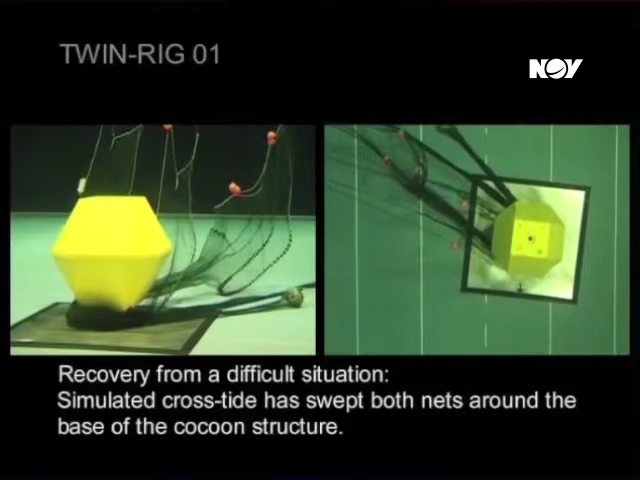 TWIN-RIG 01
NOY
Recovery from a difficult situation:
Simulated cross-tide has swept both nets around the
base of the cocoon structure.